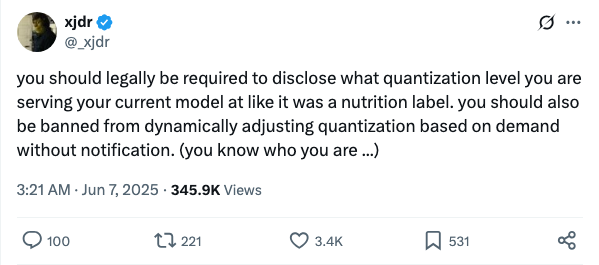 xjdr
@_xjdr
you should legally be required to disclose what quantization level you are
serving your current model at like it was a nutrition label. you should also
be banned from dynamically adjusting quantization based on demand
without notification. (you know who you are ...)
3:21 AM · Jun 7, 2025 · 345.9K Views
100 221 3.4K 531